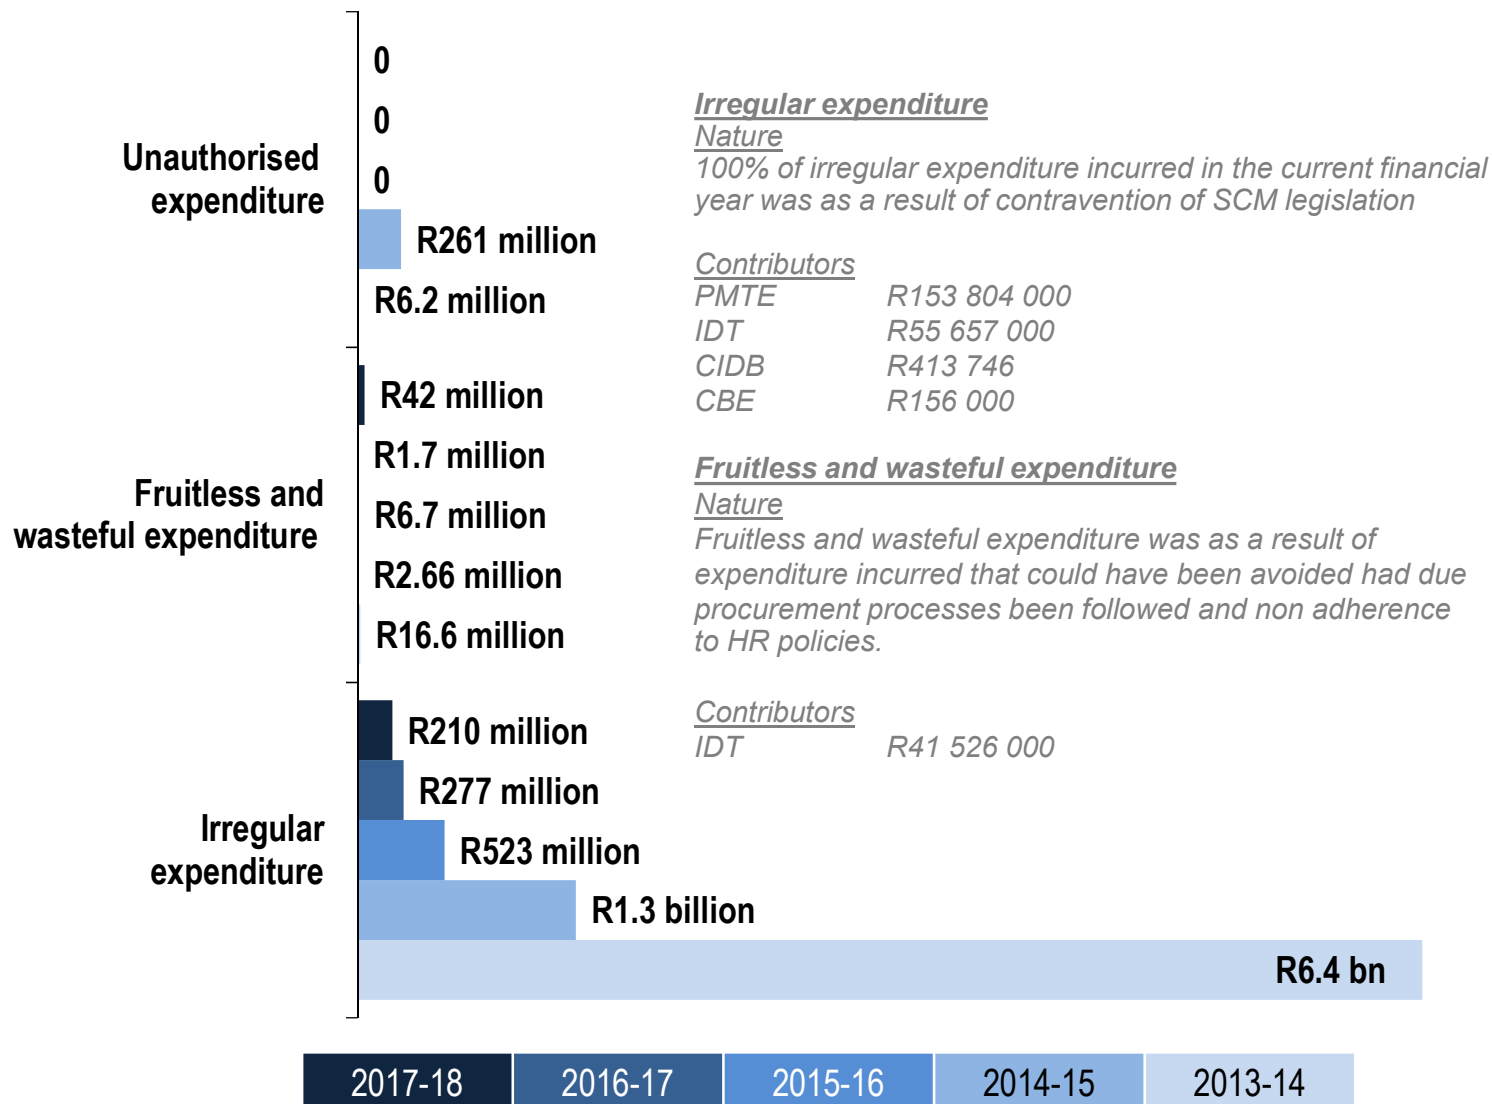 0
0
Unauthorised
expenditure
0
R261 million
R6.2 million
R42 million
R1.7 million
Fruitless and
wasteful expenditure
R6.7 million
R2.66 million
R16.6 million
R210 million
R277 million
Irregular
expenditure
R523 million
R1.3 billion
R6.4 bn
Irregular expenditure
Nature
100% of irregular expenditure incurred in the current financial
year was as a result of contravention of SCM legislation
Contributors
PMTE R153 804 000
IDT R55 657 000
CIDB R413 746
CBE R156 000
Fruitless and wasteful expenditure
Nature
Fruitless and wasteful expenditure was as a result of
expenditure incurred that could have been avoided had due
procurement processes been followed and non adherence
to HR policies.
Contributors
IDT R41 526 000
2017-18 2016-17 2015-16 2014-15 2013-14